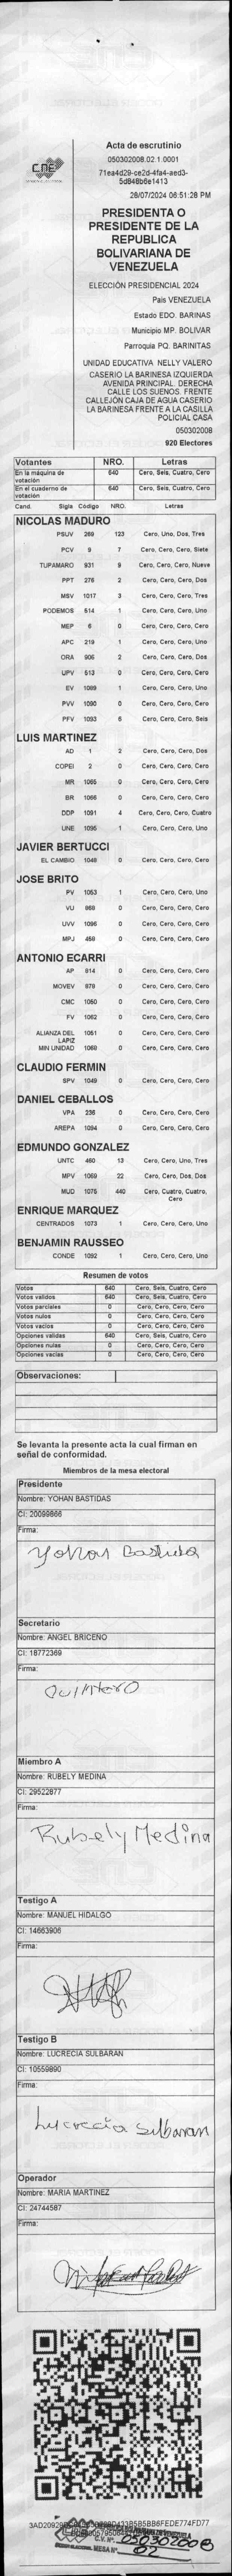 CNE
Acta de escrutinio
050302008.02.1.0001
71ea4d29-ce2d-4fa4-aed3-
5d848b6e1413
28/07/2024 06:51:28 PM
PRESIDENTA O
PRESIDENTE DE LA
REPUBLICA
BOLIVARIANA DE
VENEZUELA
ELECCIÓN PRESIDENCIAL 2024
Pais VENEZUELA
Estado EDO. BARINAS
Municipio MP. BOLIVAR
Parroquia PQ. BARINITAS
UNIDAD EDUCATIVA NELLY VALERO
CASERIO LA BARINESA IZQUIERDA
AVENIDA PRINCIPAL. DERECHA
CALLE LOS SUENOS. FRENTE
CALLEJÓN CAJA DE AGUA CASERIO
LA BARINESA FRENTE A LA CASILLA
POLICIAL CASA
050302008
920 Electores
Votantes NRO. Letras
En la máquina de votación 640 Cero, Seis, Cuatro, Cero
En el cuaderno de votación 640 Cero, Seis, Cuatro, Cero
Cand. Sigla Código NRO. Letras
NICOLAS MADURO
PSUV 269 123 Cero, Uno, Dos, Tres
PCV 9 7 Cero, Cero, Cero, Siete
TUPAMARO 931 9 Cero, Cero, Cero, Nueve
PPT 276 2 Cero, Cero, Cero, Dos
MSV 1017 3 Cero, Cero, Cero, Tres
PODEMOS 514 1 Cero, Cero, Cero, Uno
MEP 6 0 Cero, Cero, Cero, Cero
APC 219 1 Cero, Cero, Cero, Uno
ORA 906 2 Cero, Cero, Cero, Dos
UPV 513 0 Cero, Cero, Cero, Cero
EV 1089 1 Cero, Cero, Cero, Uno
PVV 1090 0 Cero, Cero, Cero, Cero
PFV 1093 6 Cero, Cero, Cero, Seis
LUIS MARTINEZ
AD 1 2 Cero, Cero, Cero, Dos
COPEI 2 0 Cero, Cero, Cero, Cero
MR 1065 0 Cero, Cero, Cero, Cero
BR 1066 0 Cero, Cero, Cero, Cero
DDP 1091 4 Cero, Cero, Cero, Cuatro
UNE 1095 1 Cero, Cero, Cero, Uno
JAVIER BERTUCCI
EL CAMBIO 1048 0 Cero, Cero, Cero, Cero
JOSE BRITO
PV 1053 1 Cero, Cero, Cero, Uno
VU 869 0 Cero, Cero, Cero, Cero
UVV 1096 0 Cero, Cero, Cero, Cero
MPJ 458 0 Cero, Cero, Cero, Cero
ANTONIO ECARRI
AP 914 0 Cero, Cero, Cero, Cero
MOVEV 979 0 Cero, Cero, Cero, Cero
CMC 1050 0 Cero, Cero, Cero, Cero
FV 1062 0 Cero, Cero, Cero, Cero
ALIANZA DEL LAPIZ 1051 0 Cero, Cero, Cero, Cero
MIN UNIDAD 1069 0 Cero, Cero, Cero, Cero
CLAUDIO FERMIN
SPV 1049 0 Cero, Cero, Cero, Cero
DANIEL CEBALLOS
VPA 236 0 Cero, Cero, Cero, Cero
AREPA 1094 0 Cero, Cero, Cero, Cero
EDMUNDO GONZALEZ
UNTC 460 13 Cero, Cero, Uno, Tres
MPV 1069 22 Cero, Cero, Dos, Dos
MUD 1075 440 Cero, Cuatro, Cuatro, Cero
ENRIQUE MARQUEZ
CENTRADOS 1073 1 Cero, Cero, Cero, Uno
BENJAMIN RAUSSEO
CONDE 1092 1 Cero, Cero, Cero, Uno
Resumen de votos
Votos 640 Cero, Seis, Cuatro, Cero
Votos validos 640 Cero, Seis, Cuatro, Cero
Votos parciales 0 Cero, Cero, Cero, Cero
Votos nulos 0 Cero, Cero, Cero, Cero
Votos vacios 0 Cero, Cero, Cero, Cero
Opciones validas 640 Cero, Seis, Cuatro, Cero
Opciones nulas 0 Cero, Cero, Cero, Cero
Opciones vacias 0 Cero, Cero, Cero, Cero
Observaciones:
Se levanta la presente acta la cual firman en
señal de conformidad.
Miembros de la mesa electoral
Presidente
Nombre: YOHAN BASTIDAS
CI: 20099866
Firma:
Yohan Bastidas
Secretario
Nombre: ANGEL BRICENO
CI: 18772369
Firma:
Quintero
Miembro A
Nombre: RUBELY MEDINA
CI: 29522877
Firma:
Rubely Medina
Testigo A
Nombre: MANUEL HIDALGO
CI: 14663906
Firma:
Testigo B
Nombre: LUCRECIA SULBARAN
CI: 10559890
Firma:
Lucrecia Sulbaran
Operador
Nombre: MARIA MARTINEZ
CI: 24744587
Firma:
050302008
MESA Nº 02